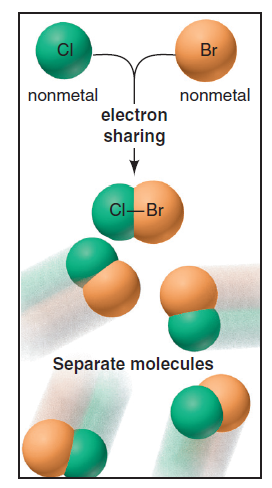 Cl Br
nonmetal nonmetal
electron
sharing
Cl—Br
Separate molecules